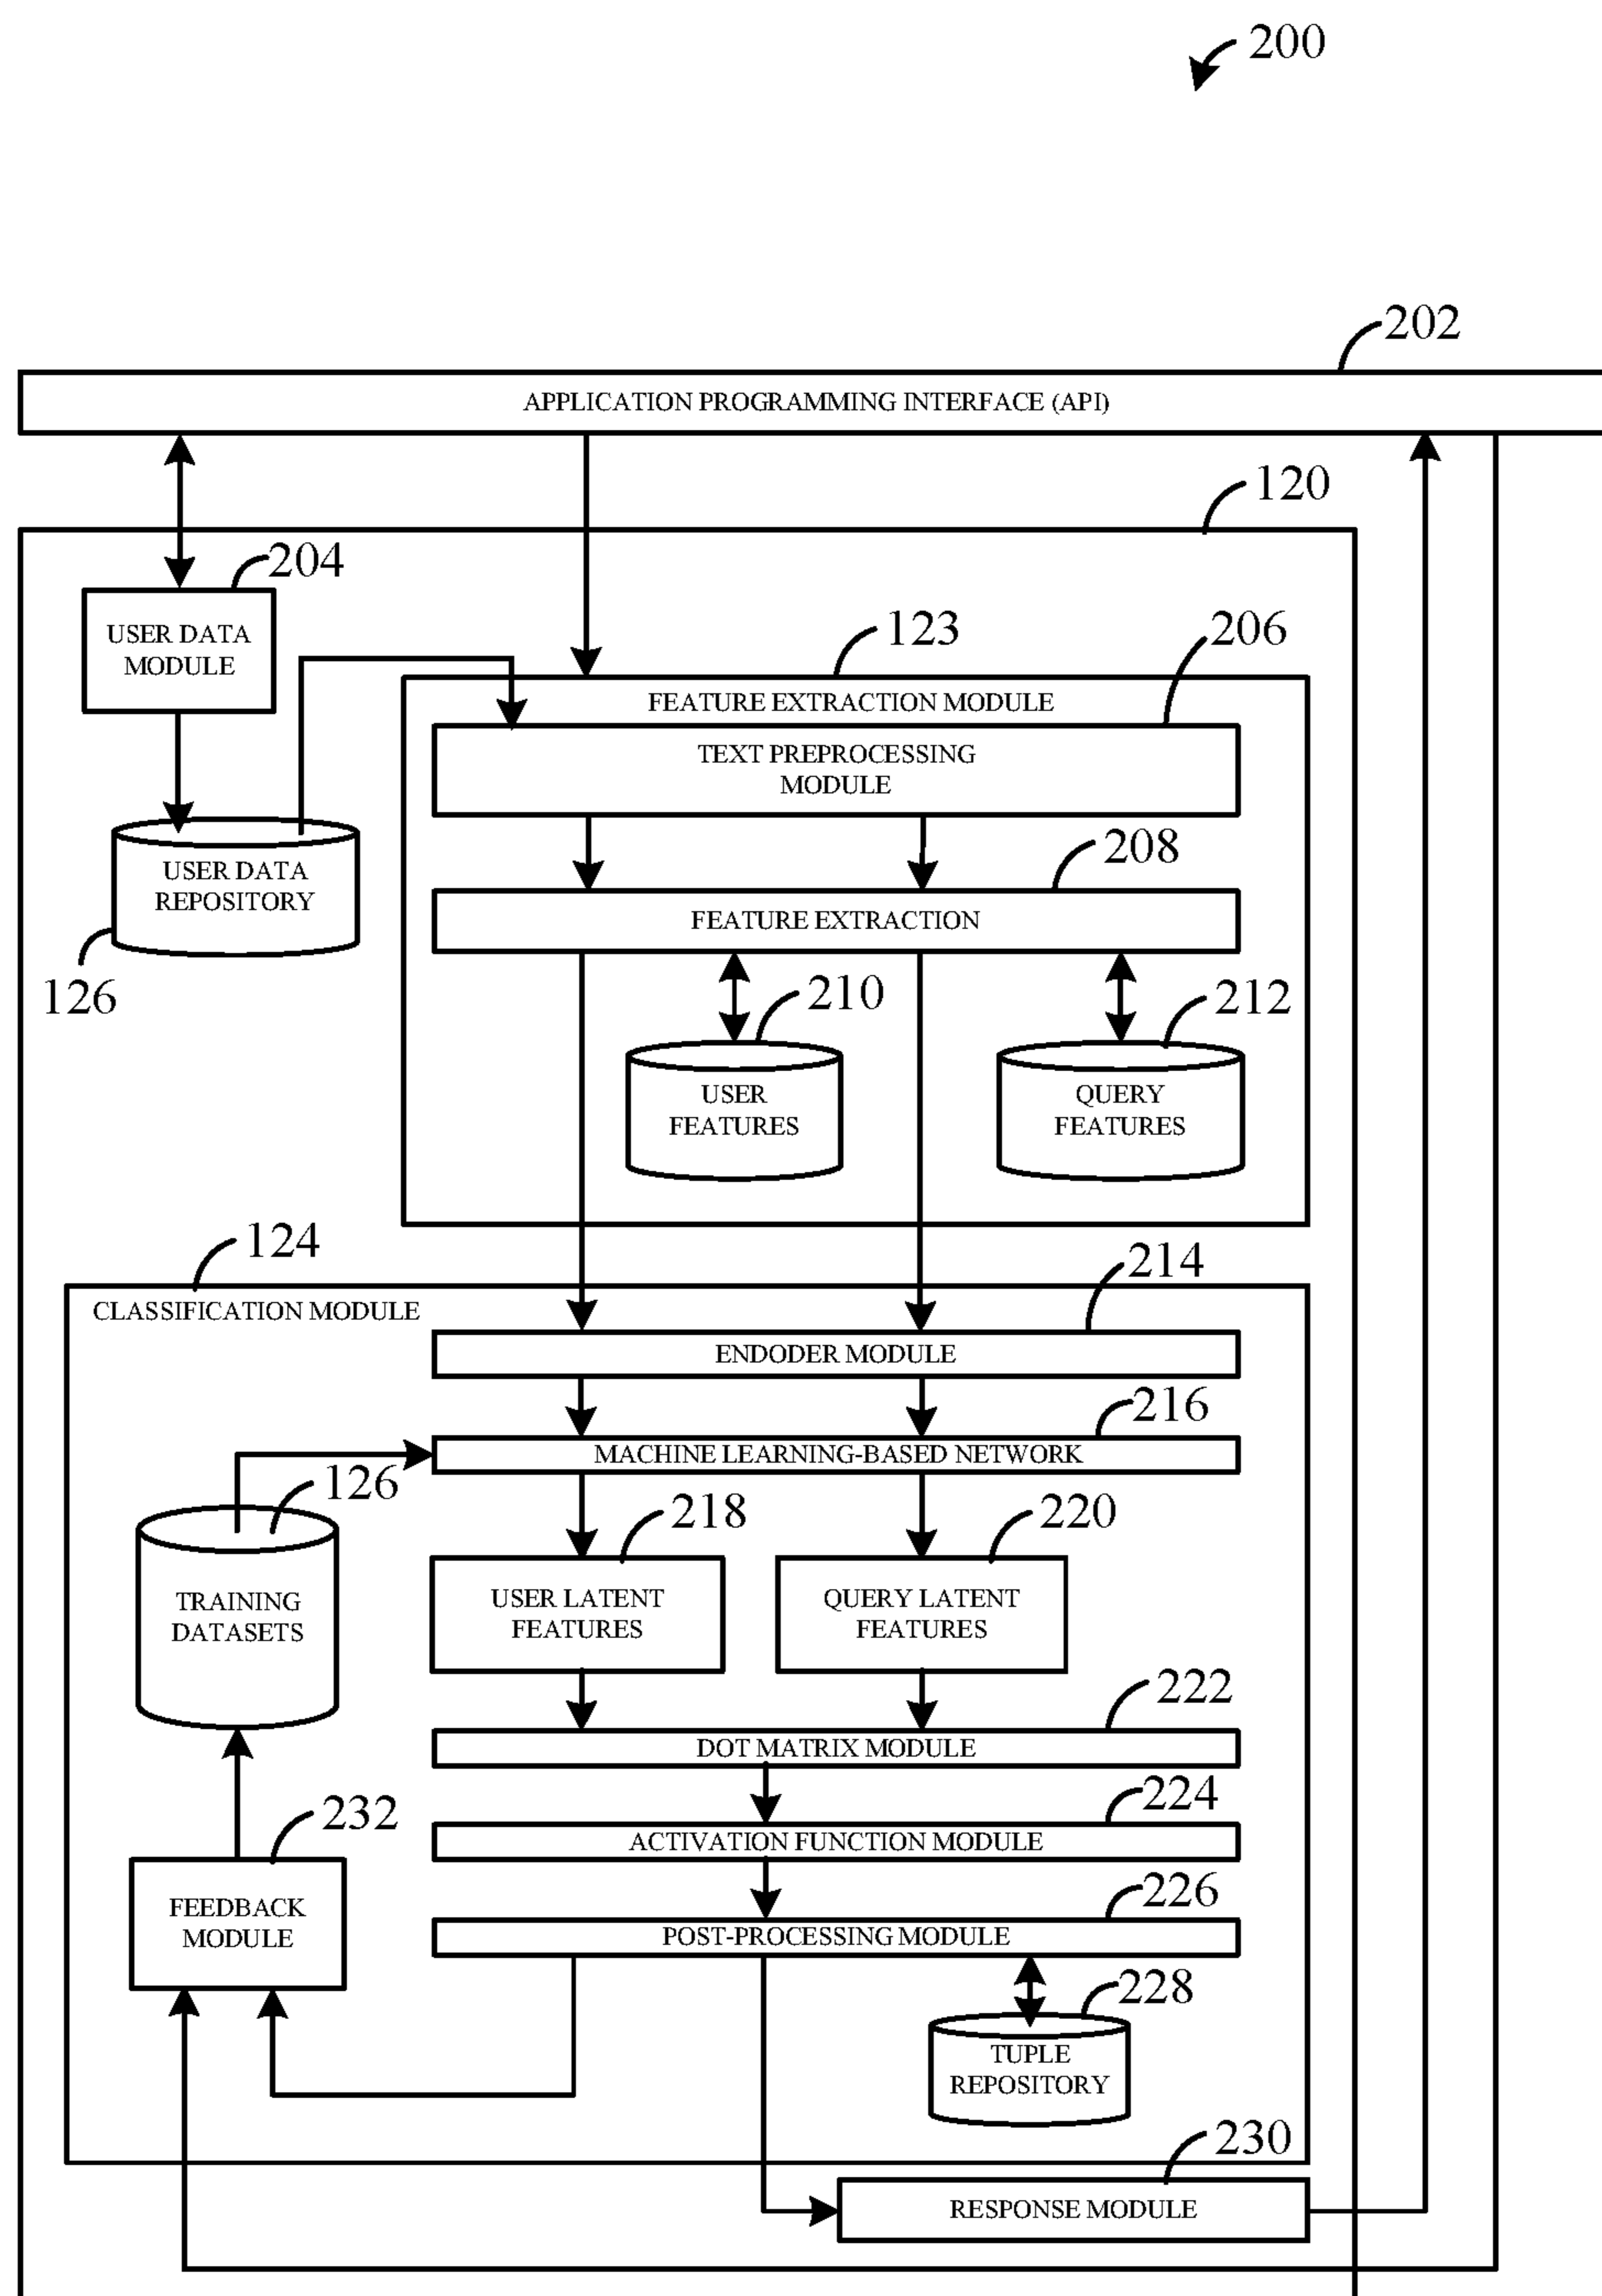 200
202
APPLICATION PROGRAMMING INTERFACE (API)
120
204
USER DATA
MODULE
123
206
FEATURE EXTRACTION MODULE
TEXT PREPROCESSING
MODULE
208
USER DATA
REPOSITORY
126
FEATURE EXTRACTION
210
212
USER
FEATURES
QUERY
FEATURES
124
214
CLASSIFICATION MODULE
ENDODER MODULE
216
MACHINE LEARNING-BASED NETWORK
126
218
220
TRAINING
DATASETS
USER LATENT
FEATURES
QUERY LATENT
FEATURES
222
DOT MATRIX MODULE
224
232
ACTIVATION FUNCTION MODULE
226
FEEDBACK
MODULE
POST-PROCESSING MODULE
228
TUPLE
REPOSITORY
230
RESPONSE MODULE